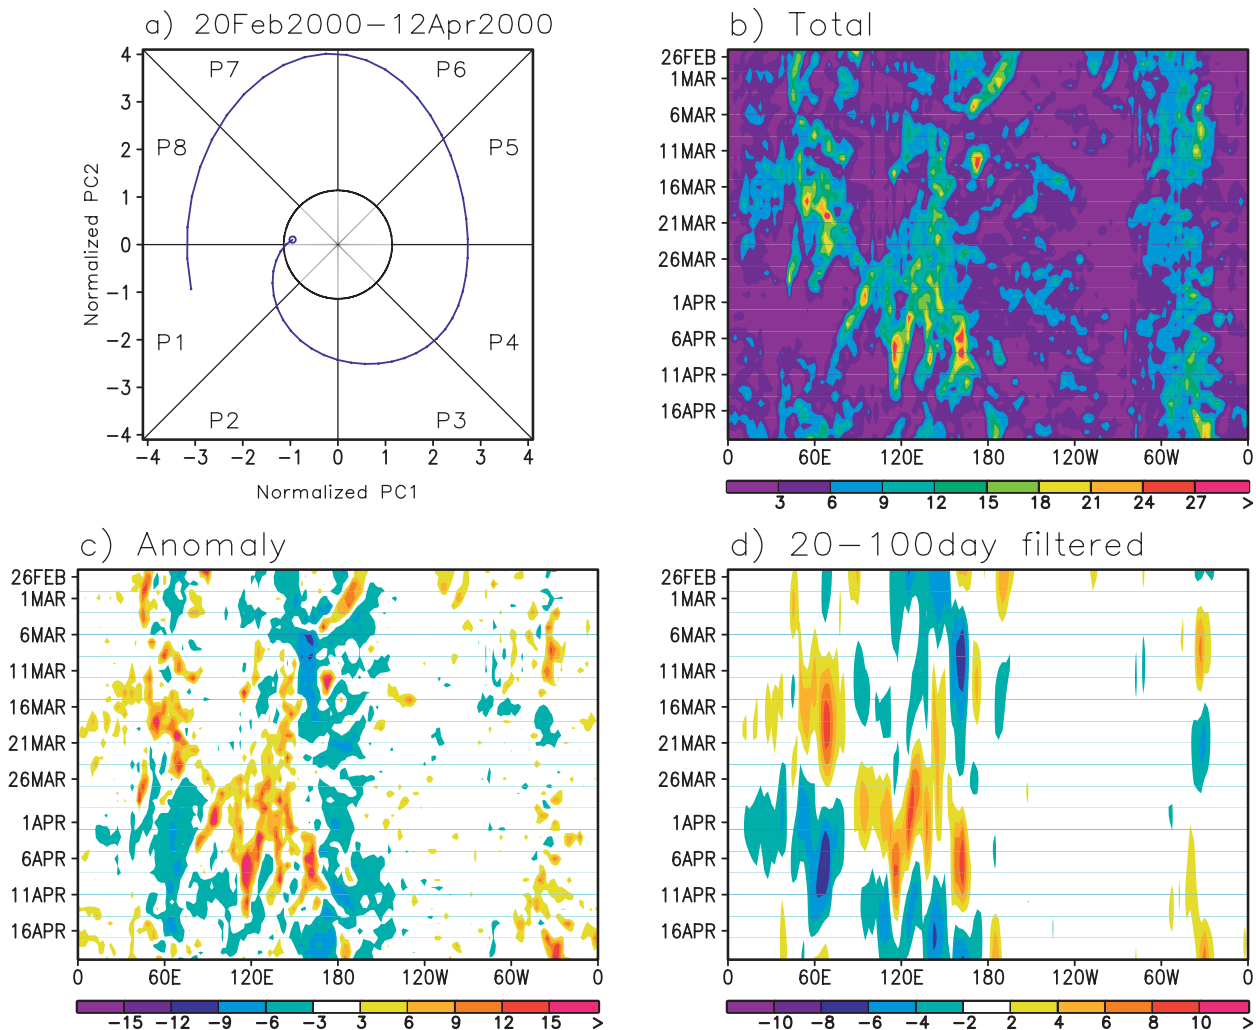 a) 20Feb2000−12Apr2000
4
3
2
1
0
−1
−2
−3
−4
Normalized PC2
P7
P6
P8
P5
P1
P4
P2
P3
−4 −3 −2 −1 0 1 2 3 4
Normalized PC1
b) Total
26FEB
1MAR
6MAR
11MAR
16MAR
21MAR
26MAR
1APR
6APR
11APR
16APR
0 60E 120E 180 120W 60W 0
3 6 9 12 15 18 21 24 27 >
c) Anomaly
26FEB
1MAR
6MAR
11MAR
16MAR
21MAR
26MAR
1APR
6APR
11APR
16APR
0 60E 120E 180 120W 60W 0
−15 −12 −9 −6 −3 3 6 9 12 15 >
d) 20−100day filtered
26FEB
1MAR
6MAR
11MAR
16MAR
21MAR
26MAR
1APR
6APR
11APR
16APR
0 60E 120E 180 120W 60W 0
−10 −8 −6 −4 −2 2 4 6 8 10 >